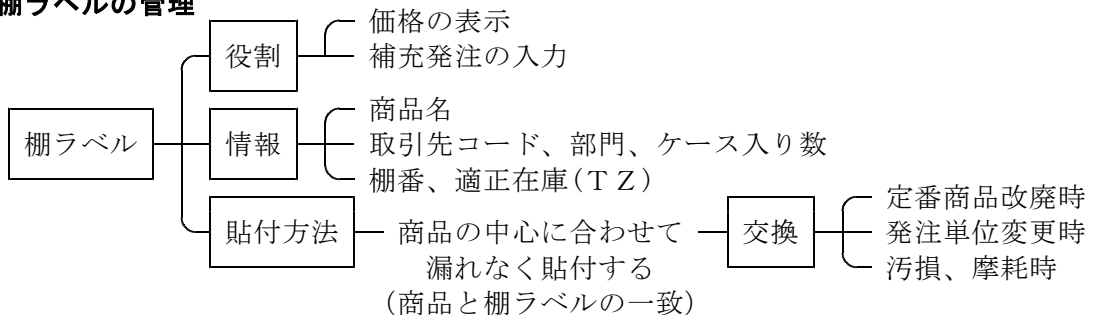 棚ラベルの管理
棚ラベル
役割
価格の表示
補充発注の入力
情報
商品名
取引先コード、部門、ケース入り数
棚番、適正在庫(ＴＺ)
貼付方法
商品の中心に合わせて
漏れなく貼付する
(商品と棚ラベルの一致)
交換
定番商品改廃時
発注単位変更時
汚損、摩耗時